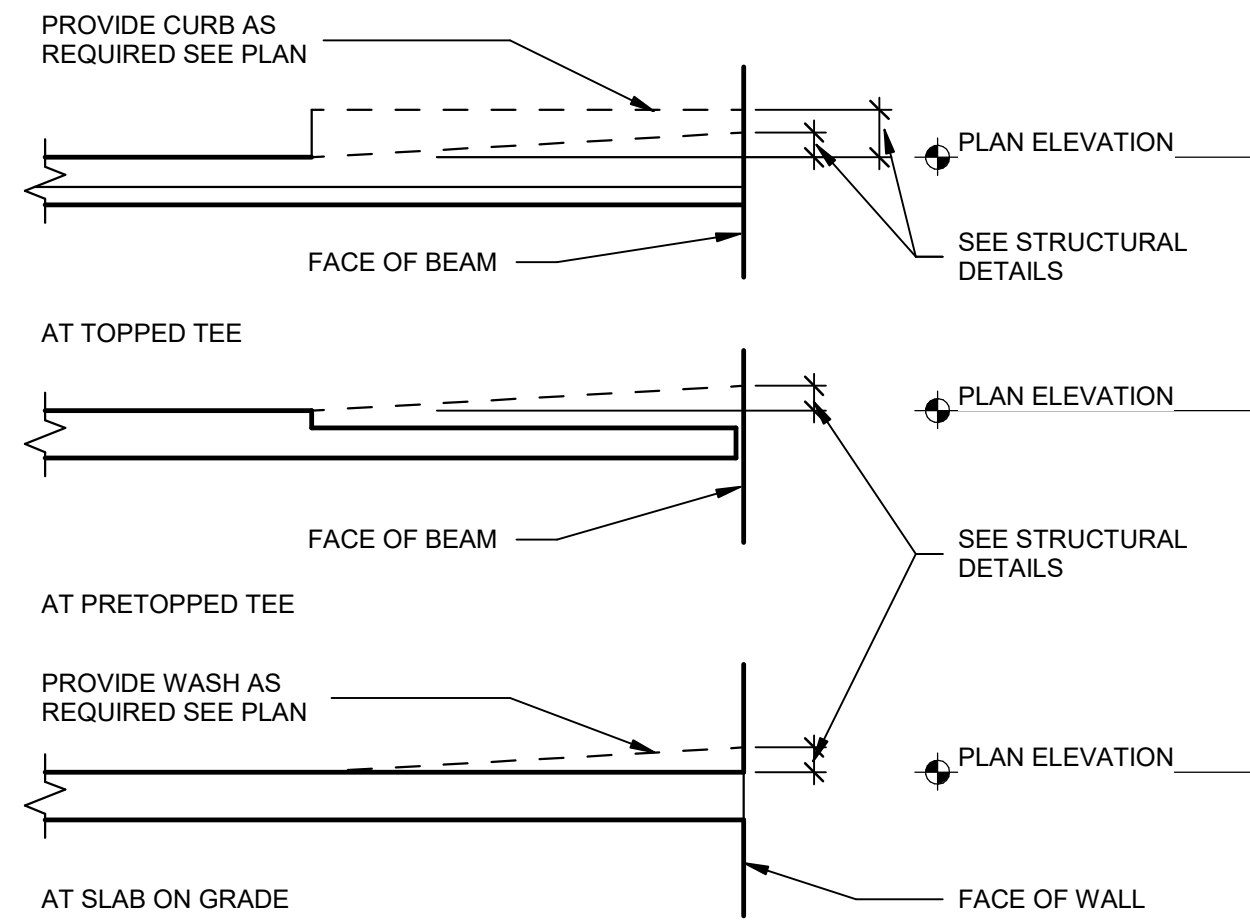 PROVIDE CURB AS
REQUIRED SEE PLAN
PLAN ELEVATION
FACE OF BEAM
SEE STRUCTURAL
DETAILS
AT TOPPED TEE
PLAN ELEVATION
FACE OF BEAM
SEE STRUCTURAL
DETAILS
AT PRETOPPED TEE
PROVIDE WASH AS
REQUIRED SEE PLAN
PLAN ELEVATION
AT SLAB ON GRADE
FACE OF WALL